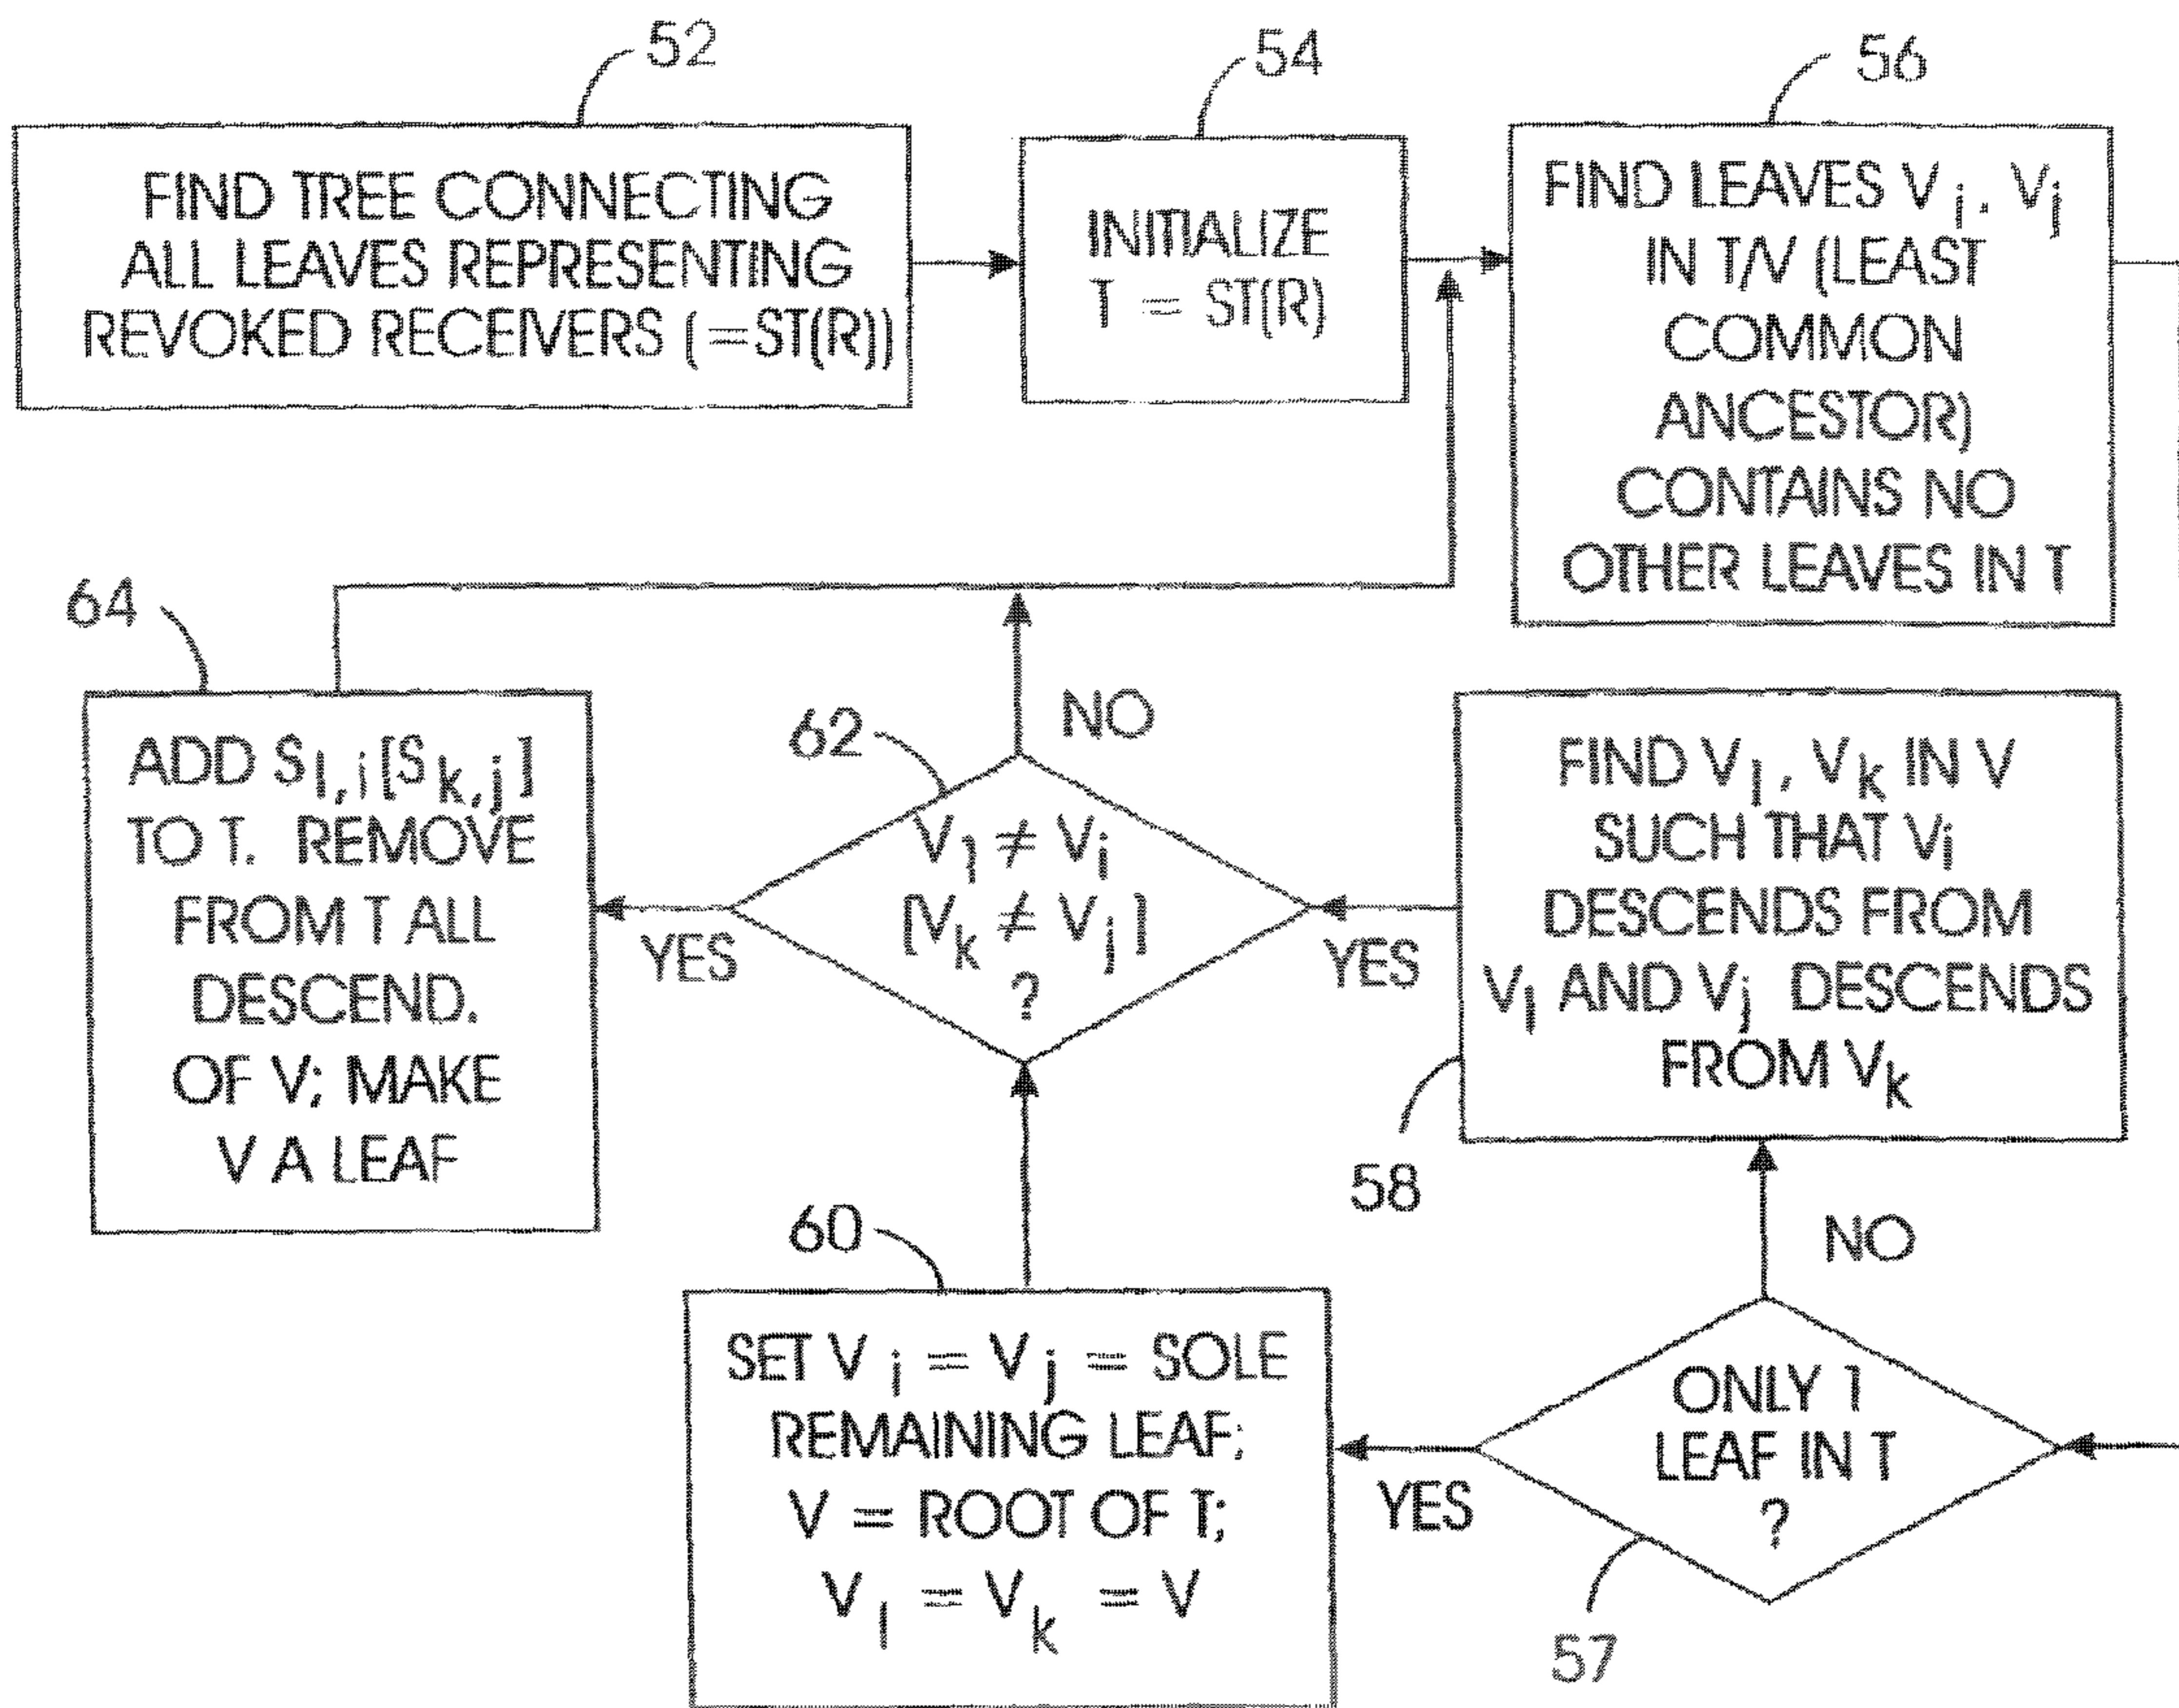 52
FIND TREE CONNECTING
ALL LEAVES REPRESENTING
REVOKED RECEIVERS (=ST(R))
54
INITIALIZE
T = ST(R)
56
FIND LEAVES V i , V j
IN T/V (LEAST
COMMON
ANCESTOR)
CONTAINS NO
OTHER LEAVES IN T
64
ADD S l, i [S k, j ]
TO T. REMOVE
FROM T ALL
DESCEND.
OF V; MAKE
V A LEAF
62
NO
V l ≠ V i
[V k ≠ V j ]
?
YES
YES
FIND V l , V k IN V
SUCH THAT V i
DESCENDS FROM
V l AND V j DESCENDS
FROM V k
58
NO
60
SET V i = V j = SOLE
REMAINING LEAF;
V = ROOT OF T;
V l = V k = V
YES
ONLY 1
LEAF IN T
?
57